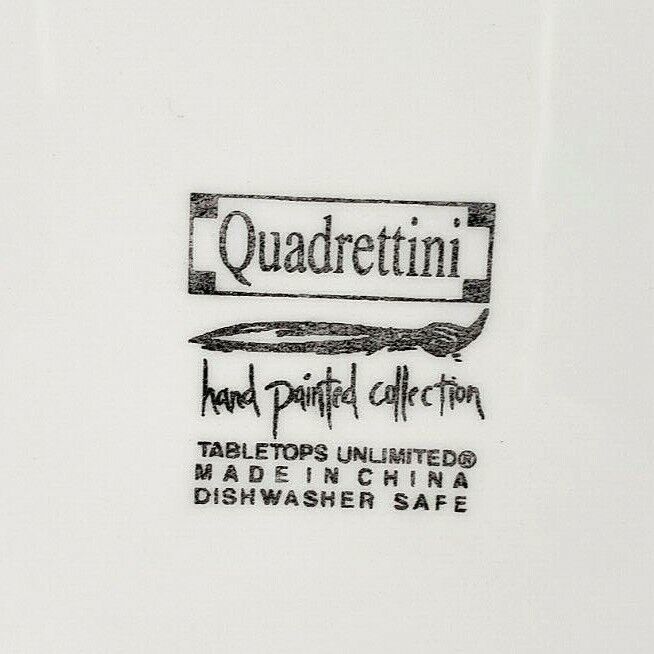 Quadrettini
hand painted collection
TABLETOPS UNLIMITED®
MADE IN CHINA
DISHWASHER SAFE